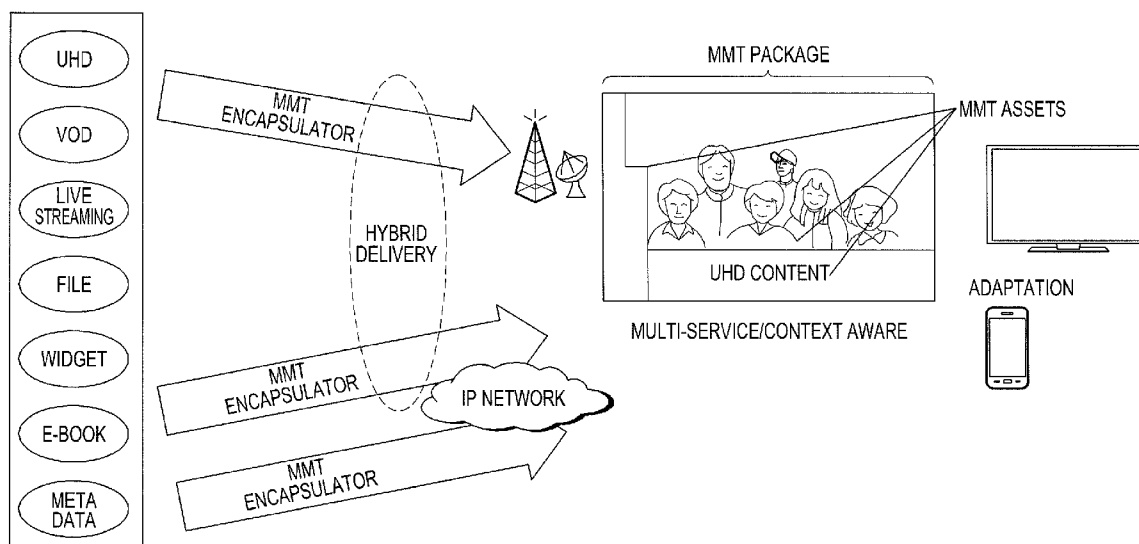 UHD
VOD
LIVE
STREAMING
FILE
WIDGET
E-BOOK
META
DATA
MMT
ENCAPSULATOR
HYBRID
DELIVERY
MMT
ENCAPSULATOR
MMT
ENCAPSULATOR
IP NETWORK
MMT PACKAGE
MMT ASSETS
UHD CONTENT
MULTI-SERVICE/CONTEXT AWARE
ADAPTATION